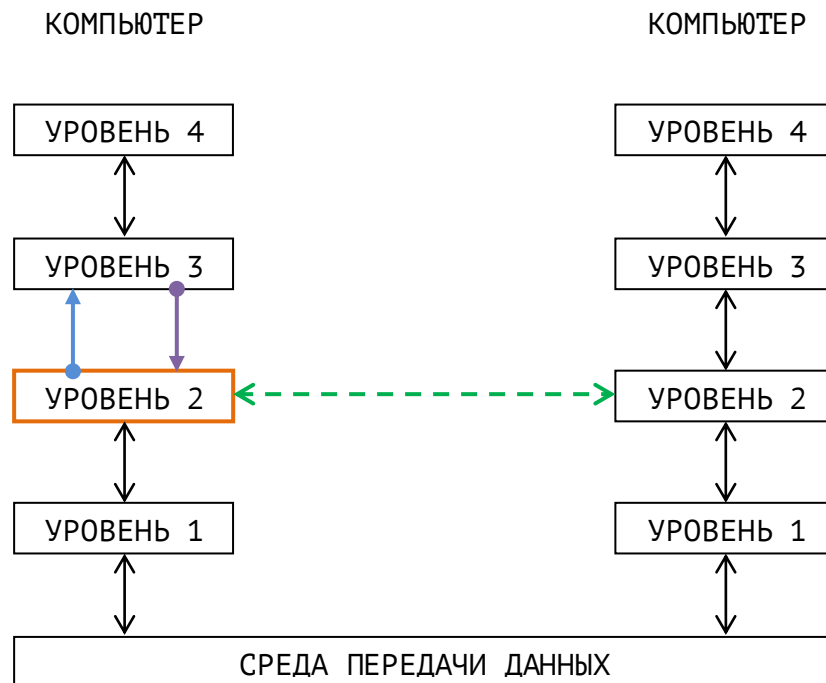 КОМПЬЮТЕР КОМПЬЮТЕР
УРОВЕНЬ 4 УРОВЕНЬ 4
УРОВЕНЬ 3 УРОВЕНЬ 3
УРОВЕНЬ 2 УРОВЕНЬ 2
УРОВЕНЬ 1 УРОВЕНЬ 1
СРЕДА ПЕРЕДАЧИ ДАННЫХ